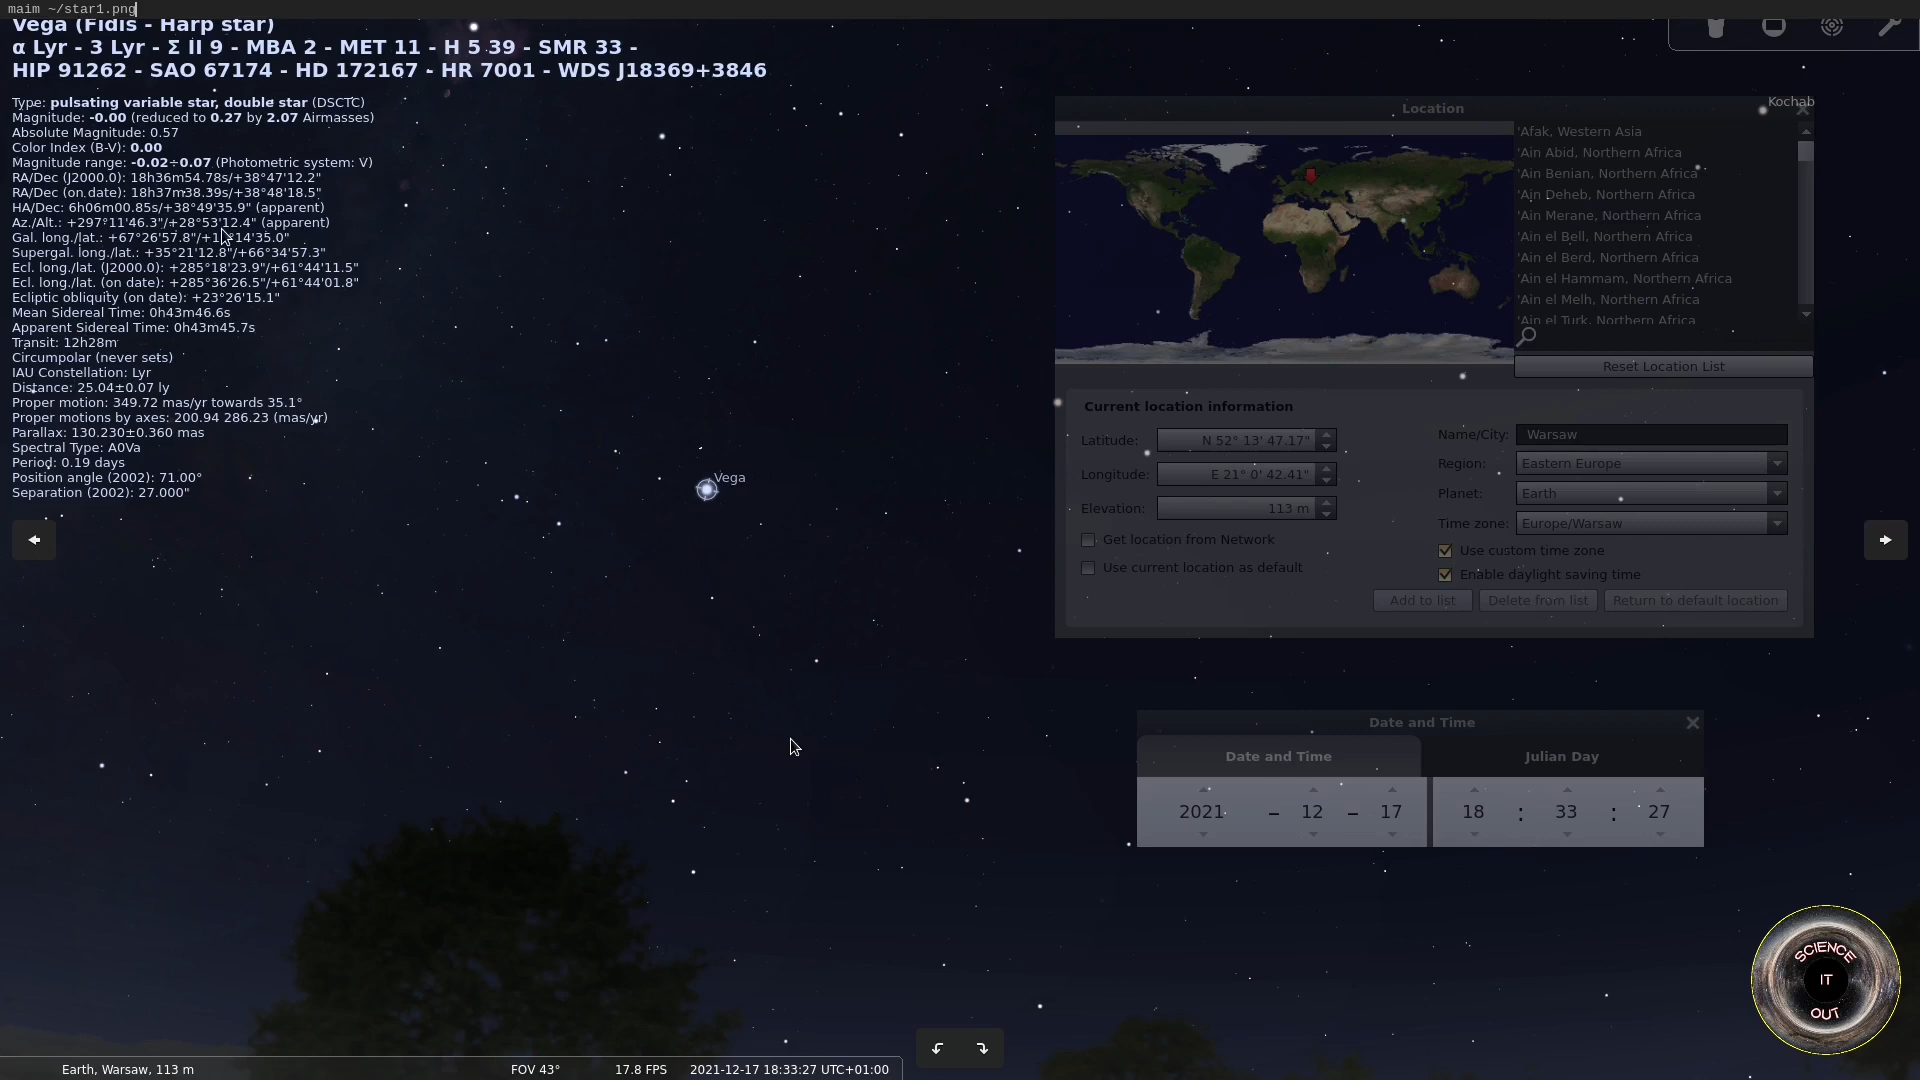 maim ~/star1.png
Vega (Fidis - Harp star)
α Lyr - 3 Lyr - Σ II 9 - MBA 2 - MET 11 - H 5 39 - SMR 33 -
HIP 91262 - SAO 67174 - HD 172167 - HR 7001 - WDS J18369+3846
Type: pulsating variable star, double star (DSCTC)
Magnitude: -0.00 (reduced to 0.27 by 2.07 Airmasses)
Absolute Magnitude: 0.57
Color Index (B-V): 0.00
Magnitude range: -0.02÷0.07 (Photometric system: V)
RA/Dec (J2000.0): 18h36m54.78s/+38°47'12.2"
RA/Dec (on date): 18h37m38.39s/+38°48'18.5"
HA/Dec: 6h06m00.85s/+38°49'35.9" (apparent)
Az./Alt.: +297°11'46.3"/+28°53'12.4" (apparent)
Gal. long./lat.: +67°26'57.8"/+1 °14'35.0"
Supergal. long./lat.: +35°21'12.8"/+66°34'57.3"
Ecl. long./lat. (J2000.0): +285°18'23.9"/+61°44'11.5"
Ecl. long./lat. (on date): +285°36'26.5"/+61°44'01.8"
Ecliptic obliquity (on date): +23°26'15.1"
Mean Sidereal Time: 0h43m46.6s
Apparent Sidereal Time: 0h43m45.7s
Transit: 12h28m
Circumpolar (never sets)
IAU Constellation: Lyr
Distance: 25.04±0.07 ly
Proper motion: 349.72 mas/yr towards 35.1°
Proper motions by axes: 200.94 286.23 (mas/yr)
Parallax: 130.230±0.360 mas
Spectral Type: A0Va
Period: 0.19 days
Position angle (2002): 71.00°
Separation (2002): 27.000"
Vega
Kochab
Location
'Afak, Western Asia
'Ain Abid, Northern Africa
'Ain Benian, Northern Africa
'Ain Deheb, Northern Africa
'Ain Merane, Northern Africa
'Ain el Bell, Northern Africa
'Ain el Berd, Northern Africa
'Ain el Hammam, Northern Africa
'Ain el Melh, Northern Africa
'Ain el Turk, Northern Africa
Reset Location List
Current location information
Latitude: N 52° 13' 47.17"
Longitude: E 21° 0' 42.41"
Elevation: 113 m
Get location from Network
Use current location as default
Name/City: Warsaw
Region: Eastern Europe
Planet: Earth
Time zone: Europe/Warsaw
Use custom time zone
Enable daylight saving time
Add to list Delete from list Return to default location
Date and Time
Date and Time Julian Day
2021 – 12 – 17 18 : 33 : 27
SCIENCE
IT
OUT
Earth, Warsaw, 113 m FOV 43° 17.8 FPS 2021-12-17 18:33:27 UTC+01:00